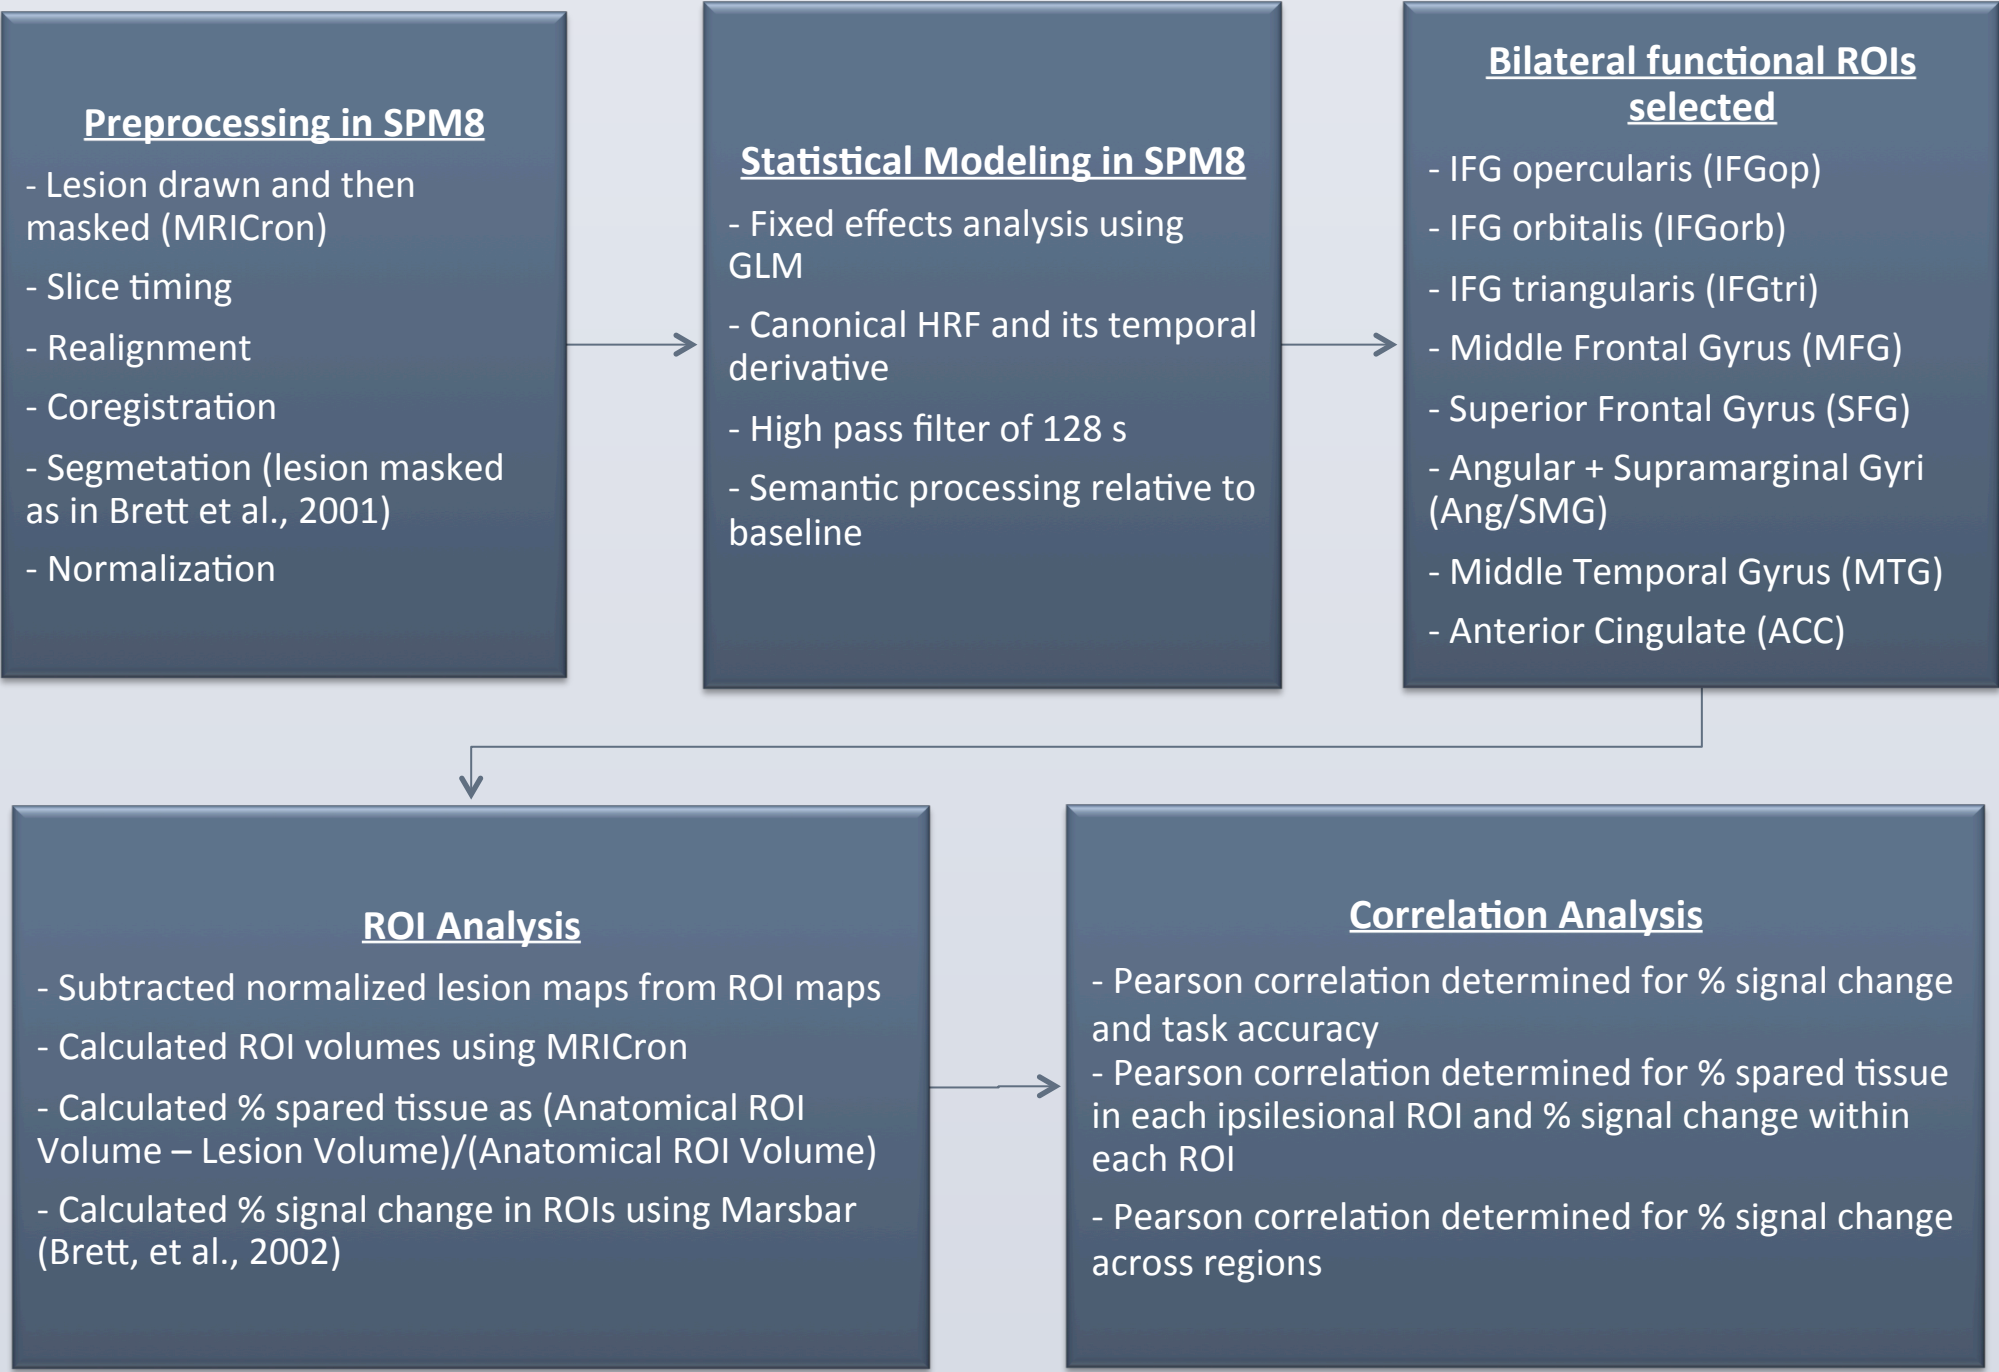 Preprocessing in SPM8
- Lesion drawn and then
masked (MRICron)
- Slice timing
- Realignment
- Coregistration
- Segmetation (lesion masked
as in Brett et al., 2001)
- Normalization
Statistical Modeling in SPM8
- Fixed effects analysis using
GLM
- Canonical HRF and its temporal
derivative
- High pass filter of 128 s
- Semantic processing relative to
baseline
Bilateral functional ROIs
selected
- IFG opercularis (IFGop)
- IFG orbitalis (IFGorb)
- IFG triangularis (IFGtri)
- Middle Frontal Gyrus (MFG)
- Superior Frontal Gyrus (SFG)
- Angular + Supramarginal Gyri
(Ang/SMG)
- Middle Temporal Gyrus (MTG)
- Anterior Cingulate (ACC)
ROI Analysis
- Subtracted normalized lesion maps from ROI maps
- Calculated ROI volumes using MRICron
- Calculated % spared tissue as (Anatomical ROI
Volume – Lesion Volume)/(Anatomical ROI Volume)
- Calculated % signal change in ROIs using Marsbar
(Brett, et al., 2002)
Correlation Analysis
- Pearson correlation determined for % signal change
and task accuracy
- Pearson correlation determined for % spared tissue
in each ipsilesional ROI and % signal change within
each ROI
- Pearson correlation determined for % signal change
across regions